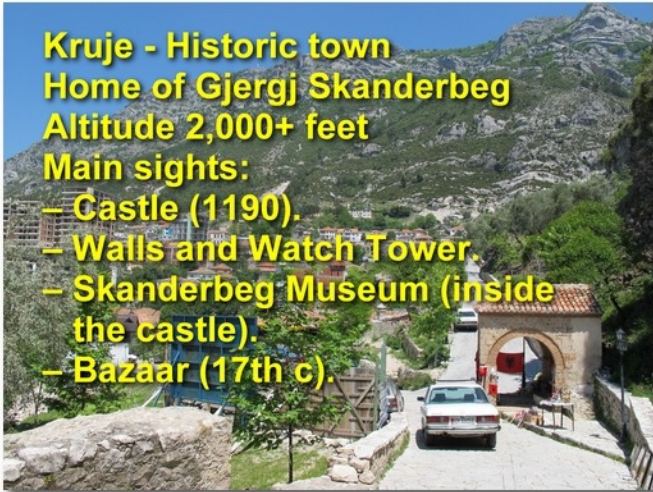 Kruje - Historic town
Home of Gjergj Skanderbeg
Altitude 2,000+ feet
Main sights:
– Castle (1190).
– Walls and Watch Tower.
– Skanderbeg Museum (inside
the castle).
– Bazaar (17th c).